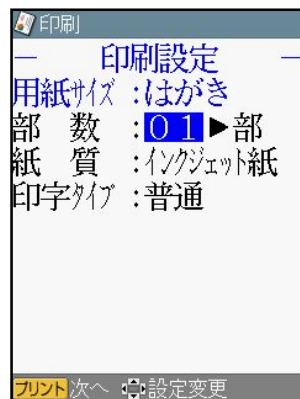 印刷
― 印刷設定 ―
用紙サイズ:はがき
部　数　:01▶部
紙　質　:インクジェット紙
印字タイプ:普通
プリント次へ 設定変更